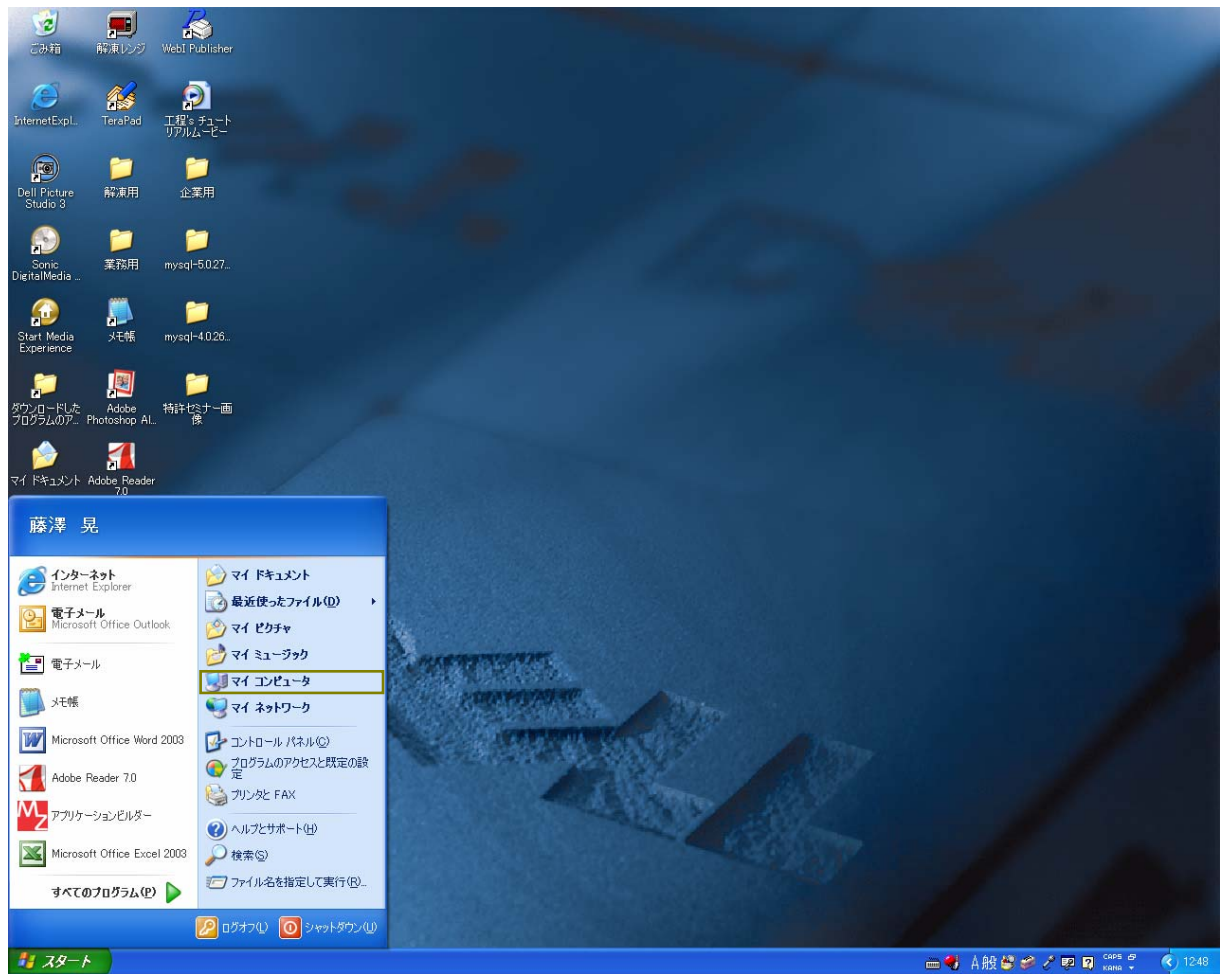 ごみ箱
解凍レンジ
WebI Publisher
InternetExpl...
TeraPad
工程's チュート
リアルムービー
Dell Picture
Studio 3
解凍用
企業用
Sonic
DigitalMedia ...
業務用
mysql-5.0.27...
Start Media
Experience
メモ帳
mysql-4.0.26...
ダウンロードした
プログラムのア...
Adobe
Photoshop Al...
特許セミナー画
像
マイ ドキュメント
Adobe Reader
7.0
藤澤 晃
インターネット
Internet Explorer
電子メール
Microsoft Office Outlook
電子メール
メモ帳
Microsoft Office Word 2003
Adobe Reader 7.0
アプリケーションビルダー
Microsoft Office Excel 2003
すべてのプログラム(P)
マイ ドキュメント
最近使ったファイル(D)
マイ ピクチャ
マイ ミュージック
マイ コンピュータ
マイ ネットワーク
コントロール パネル(C)
プログラムのアクセスと既定の設
定
プリンタと FAX
ヘルプとサポート(H)
検索(S)
ファイル名を指定して実行(R)...
ログオフ(L)
シャットダウン(U)
スタート
A 般
CAPS
KANA
12:48